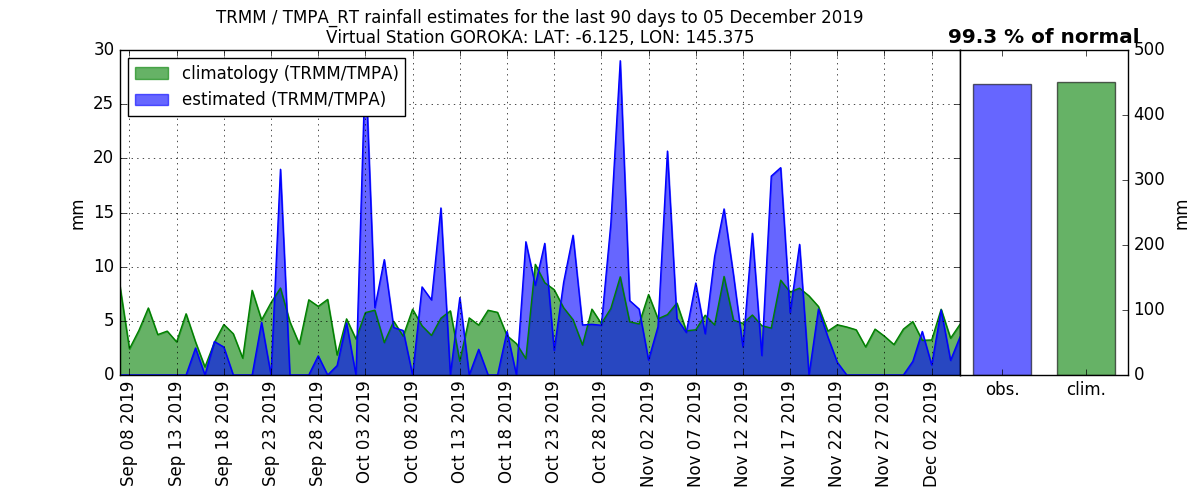 TRMM / TMPA_RT rainfall estimates for the last 90 days to 05 December 2019
Virtual Station GOROKA: LAT: -6.125, LON: 145.375
99.3 % of normal
climatology (TRMM/TMPA)
estimated (TRMM/TMPA)
mm
30
25
20
15
10
5
0
Sep 08 2019
Sep 13 2019
Sep 18 2019
Sep 23 2019
Sep 28 2019
Oct 03 2019
Oct 08 2019
Oct 13 2019
Oct 18 2019
Oct 23 2019
Oct 28 2019
Nov 02 2019
Nov 07 2019
Nov 12 2019
Nov 17 2019
Nov 22 2019
Nov 27 2019
Dec 02 2019
obs.
clim.
500
400
300
200
100
0
mm